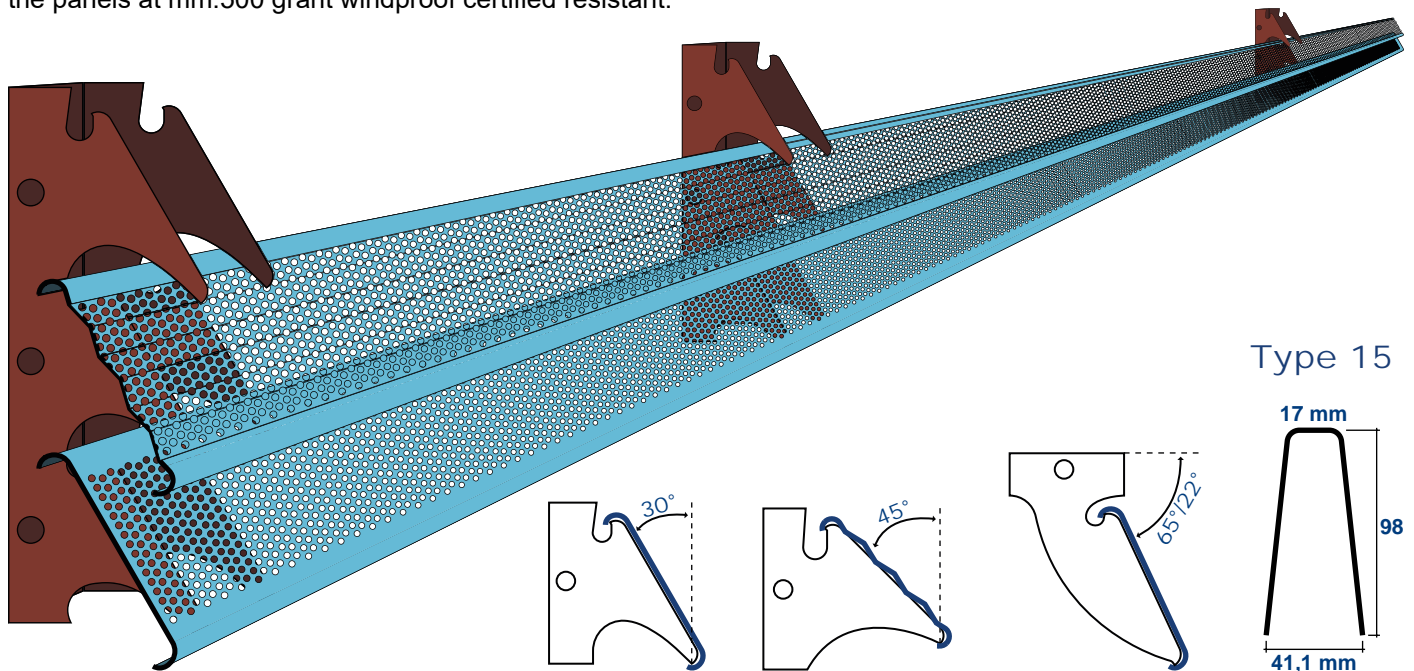 the panels at mm.500 grant windproof certified resistant.
Type 15
17 mm
98
41,1 mm
30°
45°
65°/22°